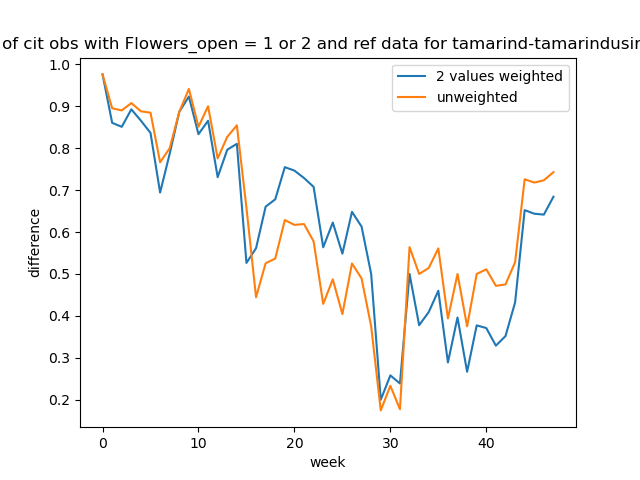 of cit obs with Flowers_open = 1 or 2 and ref data for
1.0
0.9
0.8
0.7
0.6
0.5
0.4
0.3
0.2
difference
2 values weighted
unweighted
0
10
20
30
40
week